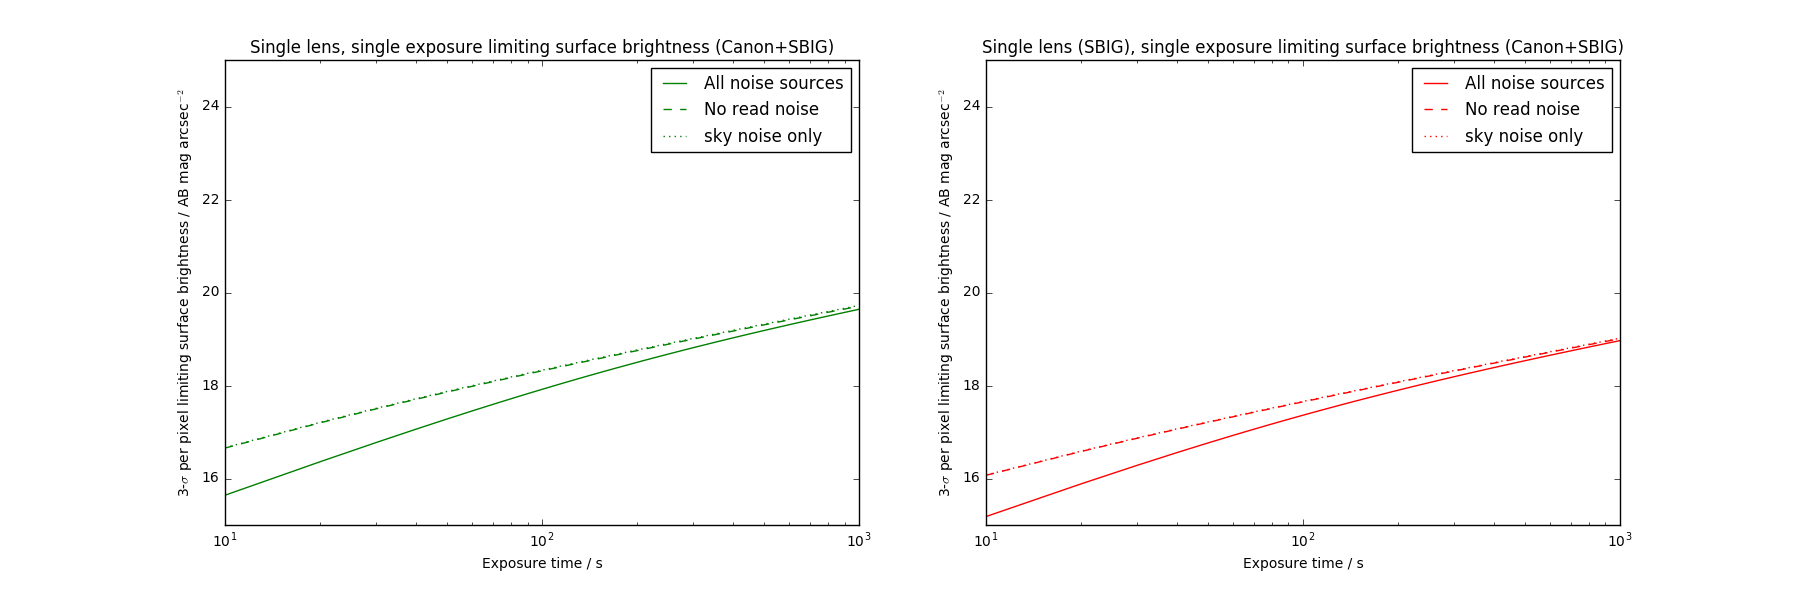 Single lens, single exposure limiting surface brightness (Canon+SBIG)
All noise sources
No read noise
sky noise only
3-σ per pixel limiting surface brightness / AB mag arcsec⁻²
24
22
20
18
16
10¹ 10² 10³
Exposure time / s
Single lens (SBIG), single exposure limiting surface brightness (Canon+SBIG)
All noise sources
No read noise
sky noise only
3-σ per pixel limiting surface brightness / AB mag arcsec⁻²
24
22
20
18
16
10¹ 10² 10³
Exposure time / s